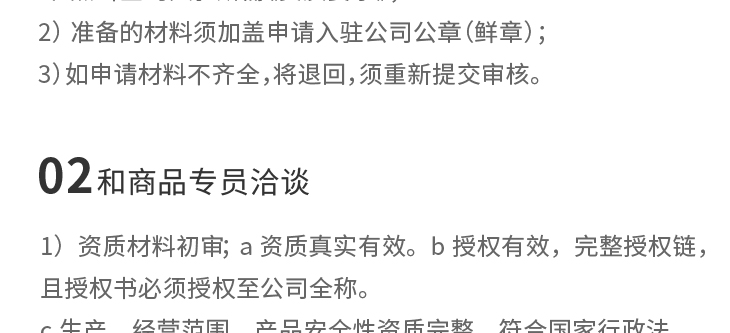 2) 准备的材料须加盖申请入驻公司公章(鲜章);
3)如申请材料不齐全,将退回,须重新提交审核。
02和商品专员洽谈
1）资质材料初审; a 资质真实有效。b 授权有效，完整授权链，
且授权书必须授权至公司全称。
c 生产、经营范围、产品安全性资质完整，符合国家行政法